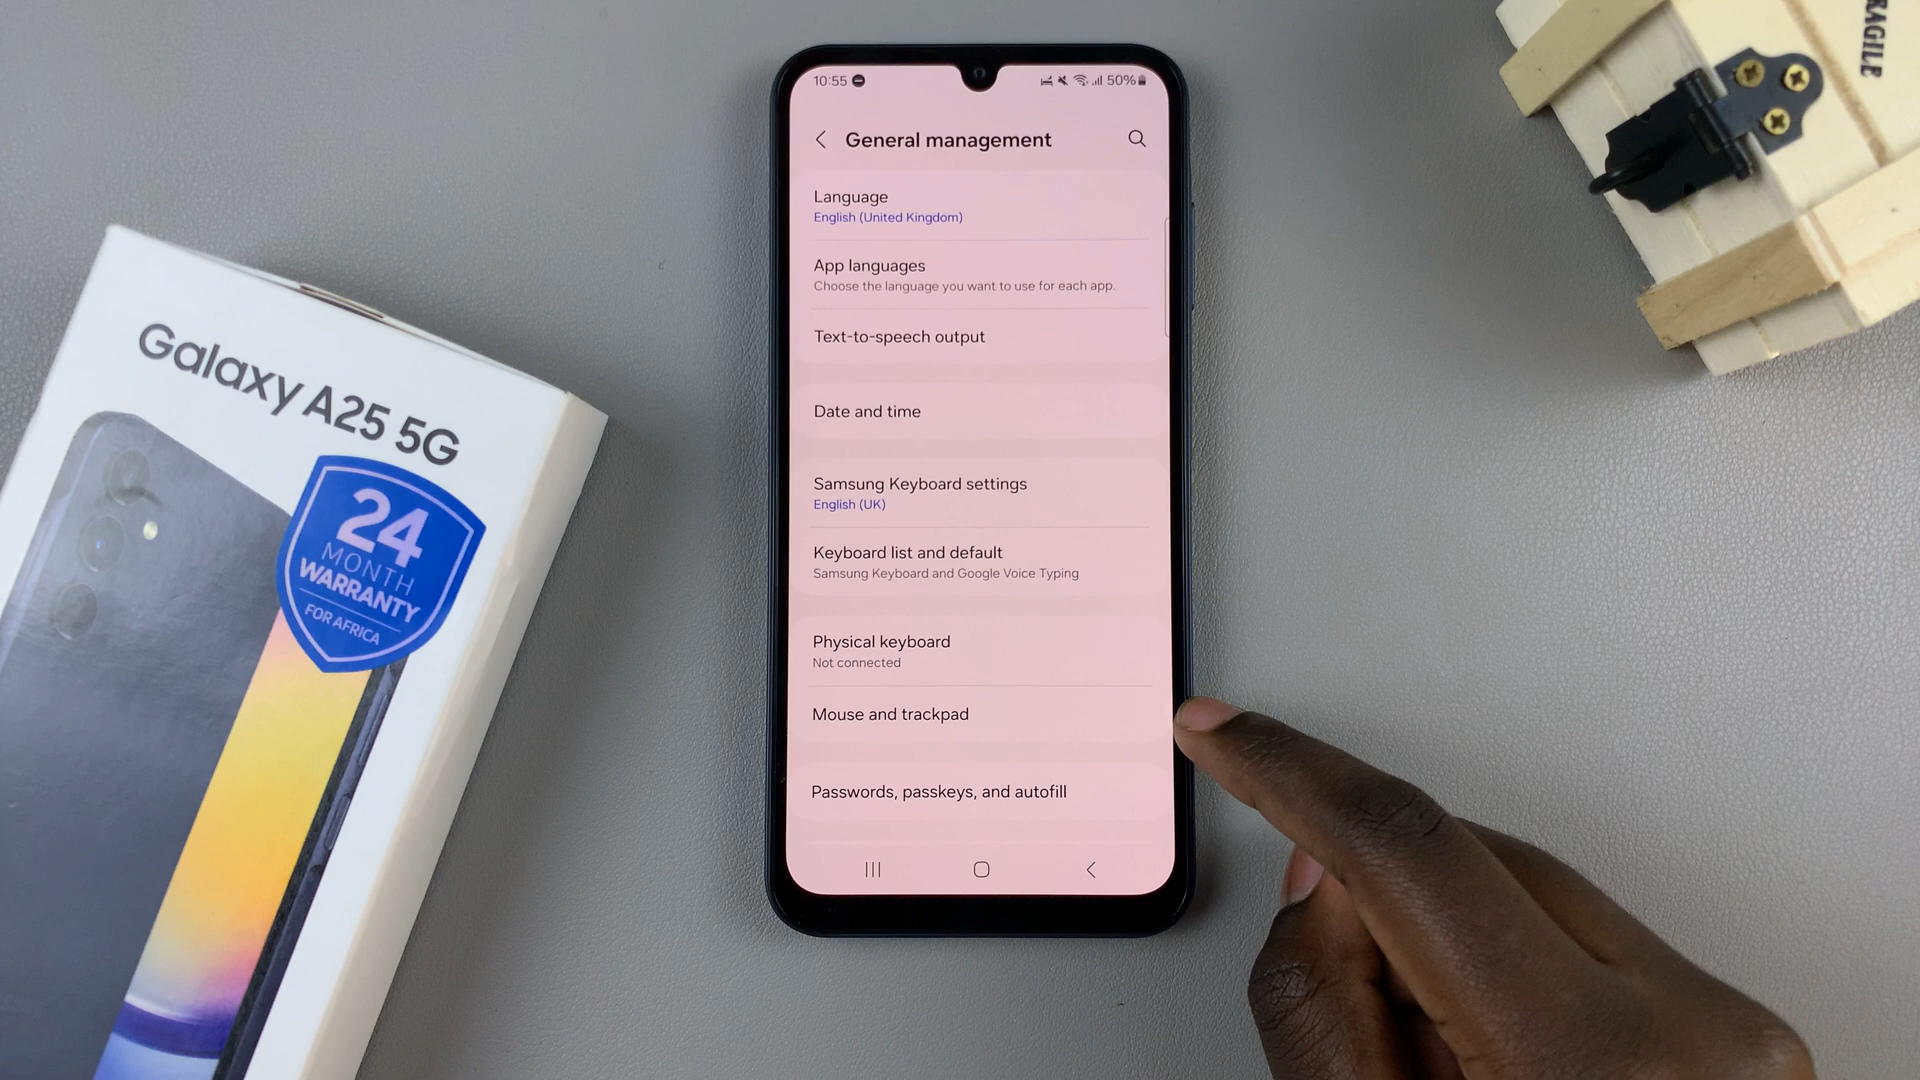 10:55
50%
General management
Language
English (United Kingdom)
App languages
Choose the language you want to use for each app.
Text-to-speech output
Date and time
Samsung Keyboard settings
English (UK)
Keyboard list and default
Samsung Keyboard and Google Voice Typing
Physical keyboard
Not connected
Mouse and trackpad
Passwords, passkeys, and autofill
Galaxy A25 5G
24
MONTH
WARRANTY
FOR AFRICA
RAGILE